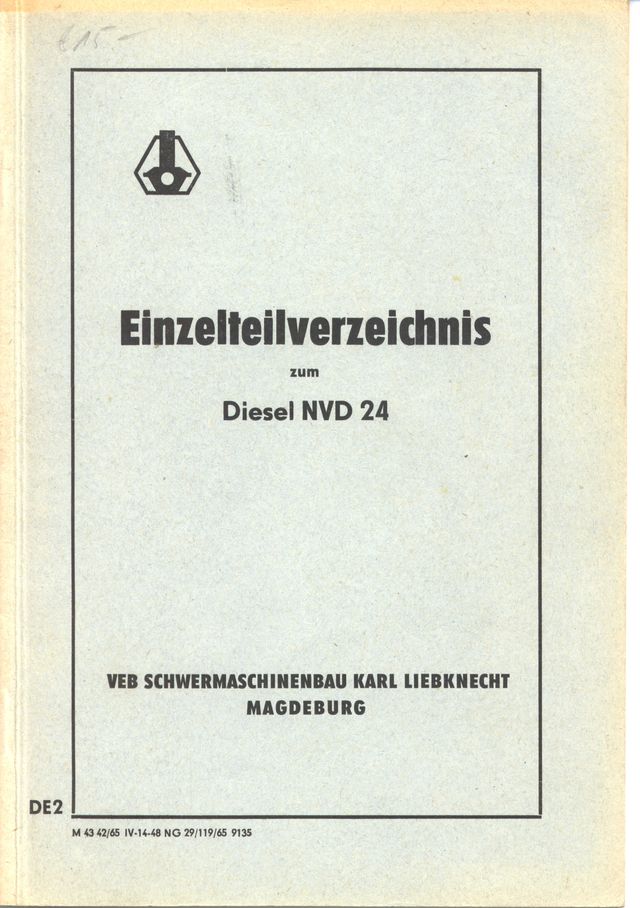 €15.-
Einzelteilverzeichnis
zum
Diesel NVD 24
VEB SCHWERMASCHINENBAU KARL LIEBKNECHT
MAGDEBURG
DE2
M 43 42/65 IV-14-48 NG 29/119/65 9135